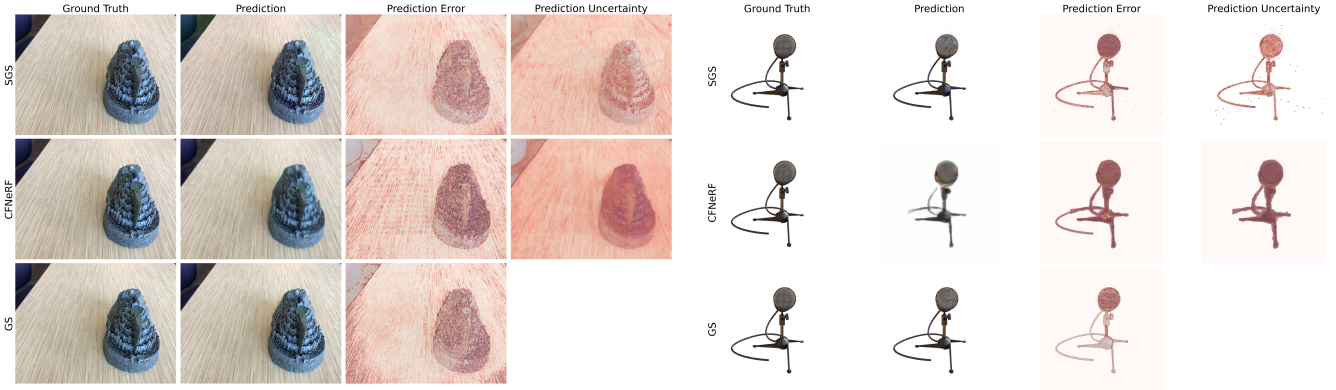 Ground Truth Prediction Prediction Error Prediction Uncertainty Ground Truth Prediction Prediction Error Prediction Uncertainty
SGS SGS
CFNeRF CFNeRF
GS GS